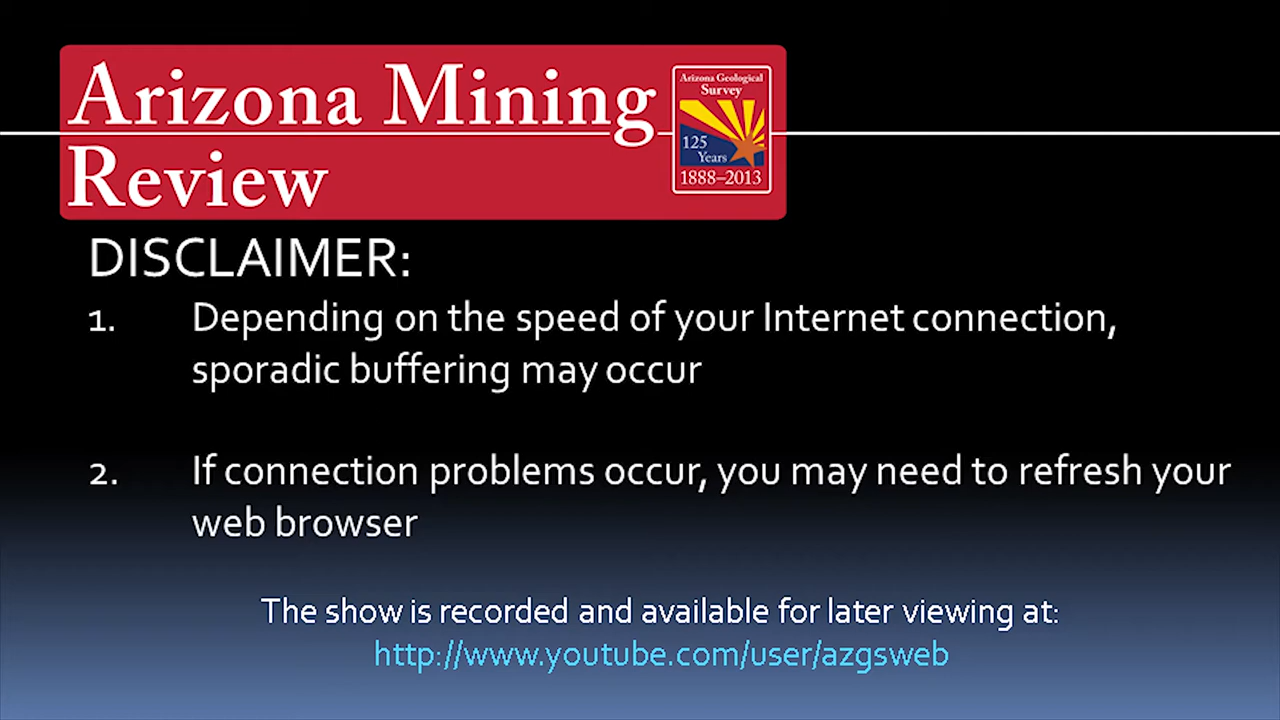 Arizona Mining
Review
Arizona Geological
Survey
125
Years
1888–2013
DISCLAIMER:
1. Depending on the speed of your Internet connection,
sporadic buffering may occur
2. If connection problems occur, you may need to refresh your
web browser
The show is recorded and available for later viewing at:
http://www.youtube.com/user/azgsweb